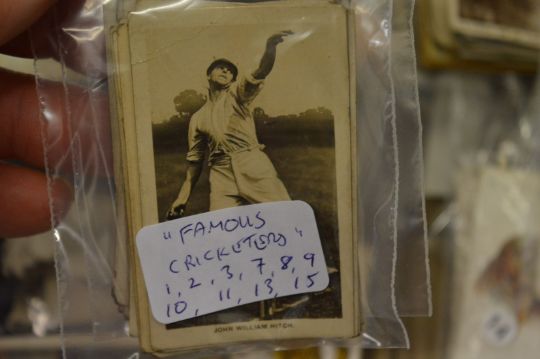 "FAMOUS
CRICKETERS"
1, 2, 3, 7, 8, 9
10, 11, 13, 15
JOHN WILLIAM HITCH.